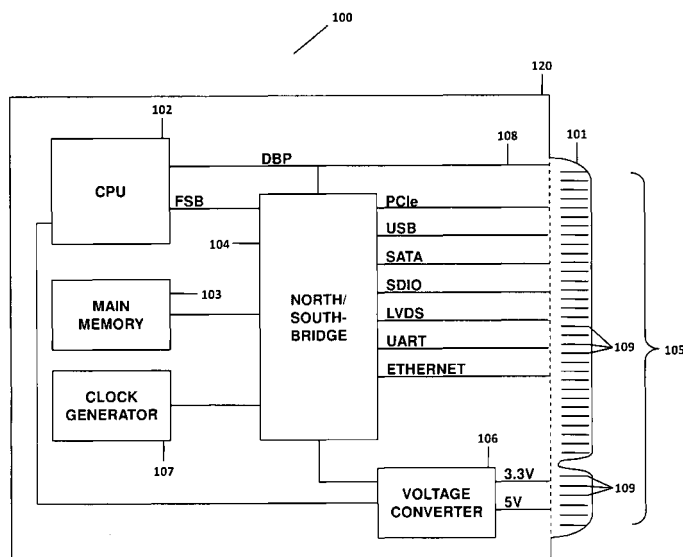 100
120
102
101
108
DBP
CPU
FSB
PCIe
USB
104
SATA
103
SDIO
MAIN
MEMORY
NORTH/
SOUTH-
BRIDGE
LVDS
109
105
UART
ETHERNET
CLOCK
GENERATOR
106
107
3.3V
109
VOLTAGE
CONVERTER
5V